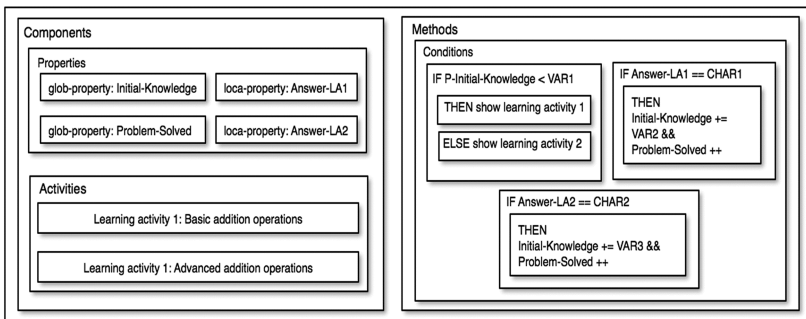 Components
Properties
glob-property: Initial-Knowledge
loca-property: Answer-LA1
glob-property: Problem-Solved
loca-property: Answer-LA2
Activities
Learning activity 1: Basic addition operations
Learning activity 1: Advanced addition operations
Methods
Conditions
IF P-Initial-Knowledge < VAR1
THEN show learning activity 1
ELSE show learning activity 2
IF Answer-LA1 == CHAR1
THEN
Initial-Knowledge +=
VAR2 &&
Problem-Solved ++
IF Answer-LA2 == CHAR2
THEN
Initial-Knowledge += VAR3 &&
Problem-Solved ++